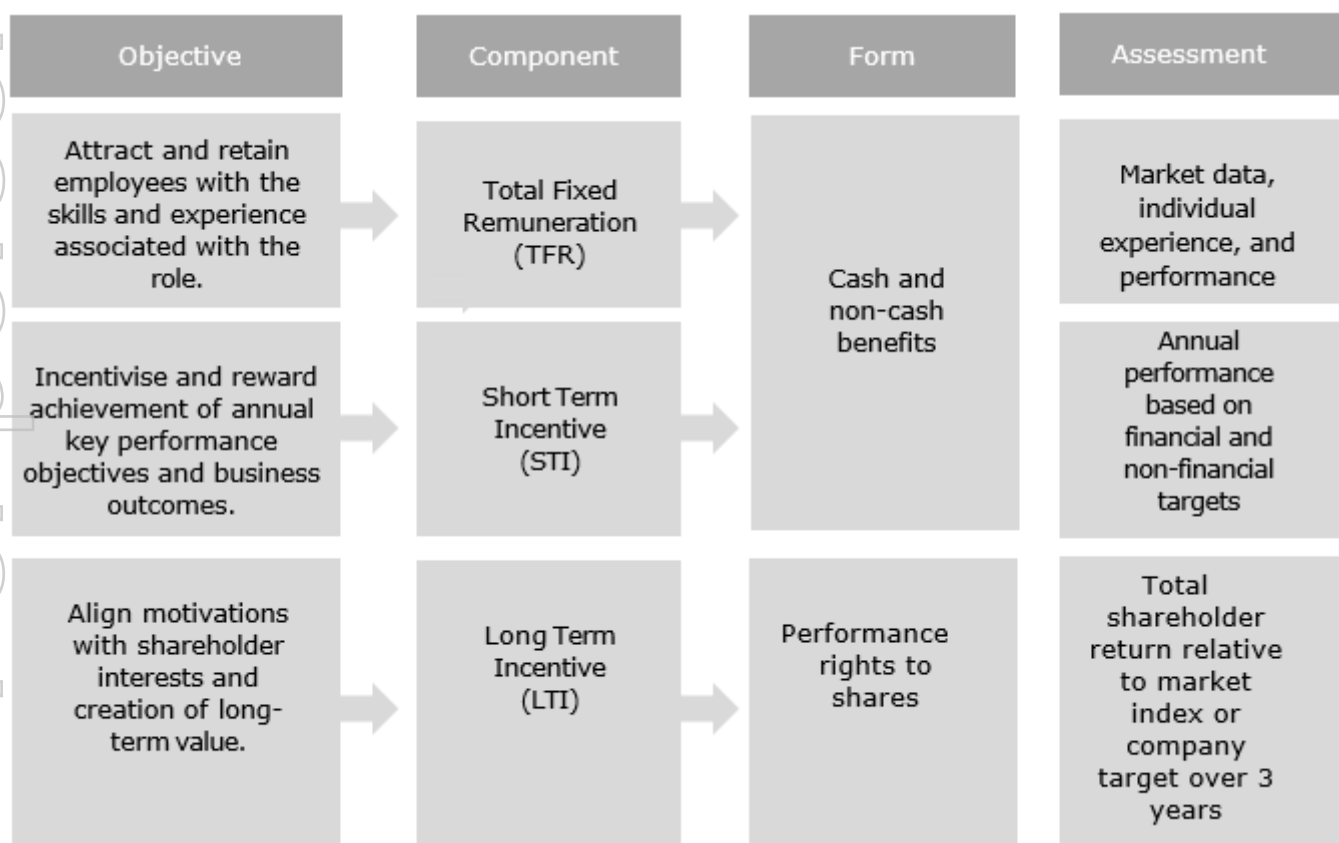 Objective
Component
Form
Assessment
Attract and retain
employees with the
skills and experience
associated with the
role.
Total Fixed
Remuneration
(TFR)
Cash and
non-cash
benefits
Market data,
individual
experience, and
performance
Incentivise and reward
achievement of annual
key performance
objectives and business
outcomes.
Short Term
Incentive
(STI)
Annual
performance
based on
financial and
non-financial
targets
Align motivations
with shareholder
interests and
creation of long-
term value.
Long Term
Incentive
(LTI)
Performance
rights to
shares
Total
shareholder
return relative
to market
index or
company
target over 3
years